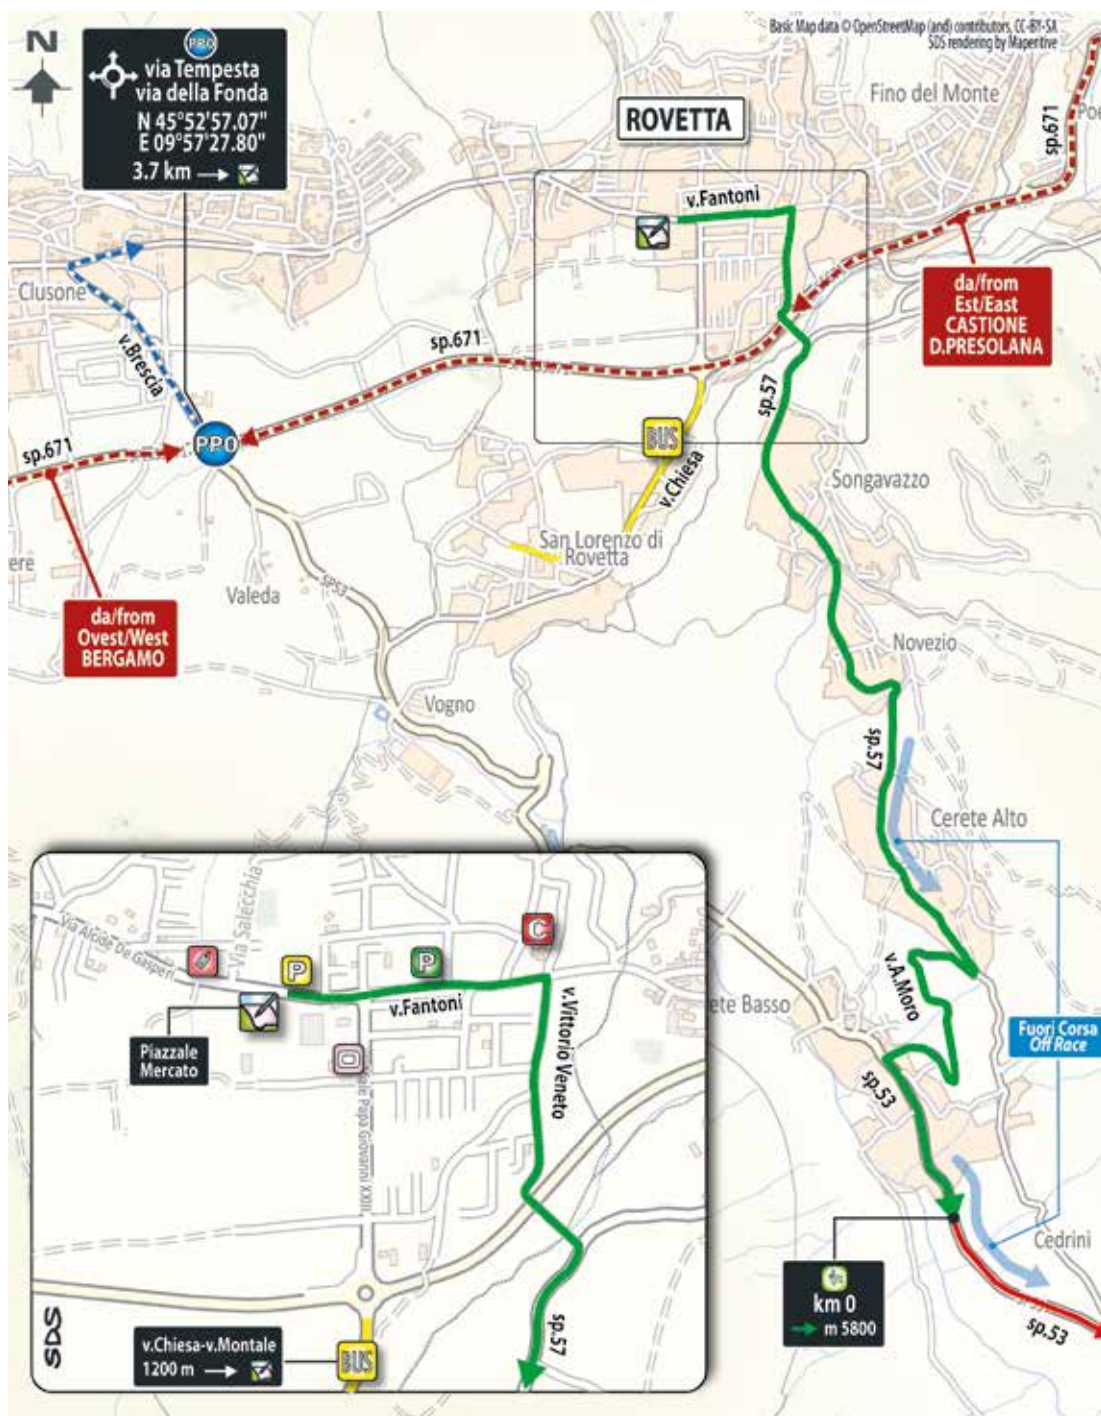 Basic Map data © OpenStreetMap (and) contributors, CC-BY-SA
SDS rendering by Maperitive
N
PPO
via Tempesta
via della Fonda
N 45°52'57.07"
E 09°57'27.80"
3.7 km
ROVETTA
Fino del Monte
sp.671
v.Fantoni
Clusone
v.Brescia
sp.671
da/from
Est/East
CASTIONE
D.PRESOLANA
sp.57
PPO
sp.671
BUS
v.Chiesa
Songavazzo
San Lorenzo di
Rovetta
ere
Valeda
SP53
da/from
Ovest/West
BERGAMO
Novezio
Vogno
sp.57
Cerete Alto
Via Salecchia
Via Alcide De Gasperi
P
P
C
v.Fantoni
v.Vittorio Veneto
Piazzale
Mercato
Viale Papa Giovanni XXIII
ete Basso
v.A.Moro
Fuori Corsa
Off Race
sp.53
Cedrini
km 0
m 5800
sp.53
SDS
v.Chiesa-v.Montale
1200 m
BUS
sp.57